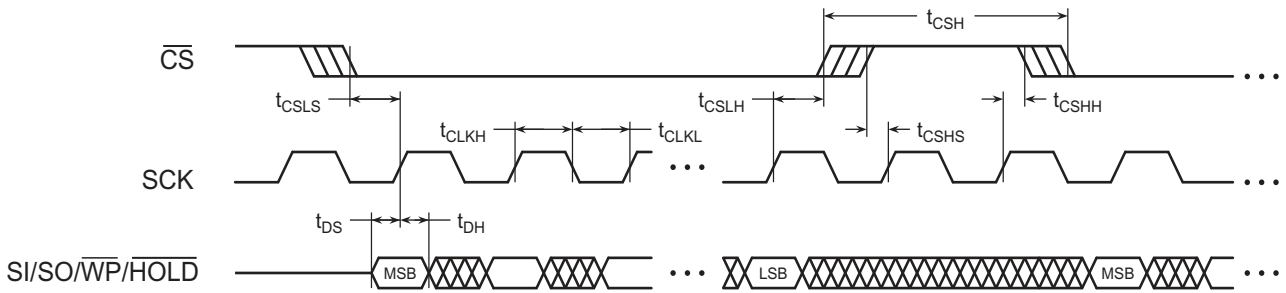 tCSH
CS
tCSLS
tCSLH
tCSHH
tCLKH
tCLKL
tCSHS
SCK
tDS
tDH
SI/SO/WP/HOLD
MSB
LSB
MSB